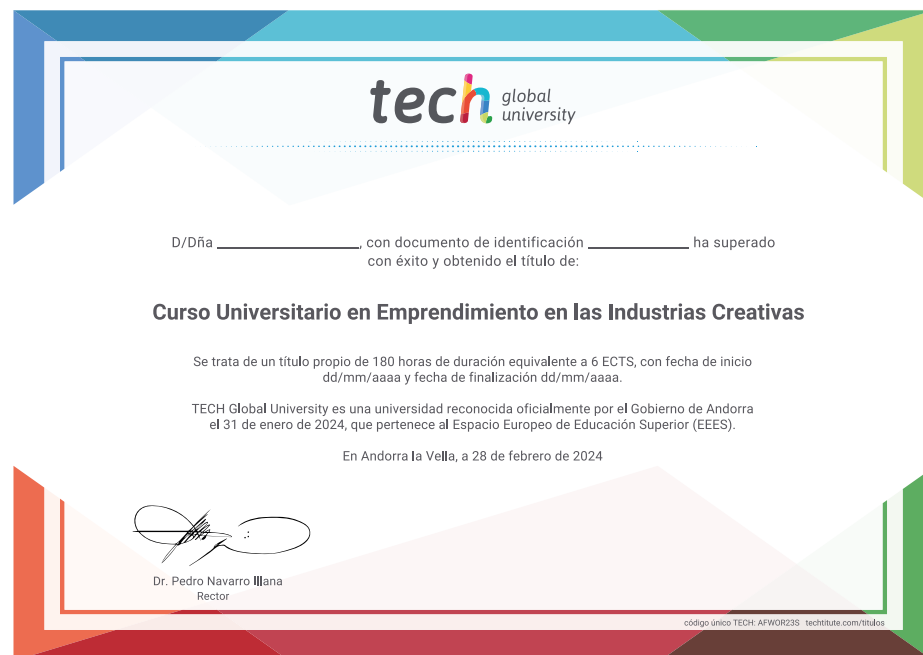 tech global university
D/Dña ____________________, con documento de identificación ______________ ha superado
con éxito y obtenido el título de:
Curso Universitario en Emprendimiento en las Industrias Creativas
Se trata de un título propio de 180 horas de duración equivalente a 6 ECTS, con fecha de inicio
dd/mm/aaaa y fecha de finalización dd/mm/aaaa.
TECH Global University es una universidad reconocida oficialmente por el Gobierno de Andorra
el 31 de enero de 2024, que pertenece al Espacio Europeo de Educación Superior (EEES).
En Andorra la Vella, a 28 de febrero de 2024
Dr. Pedro Navarro Illana
Rector
código único TECH: AFWOR23S techtitute.com/titulos